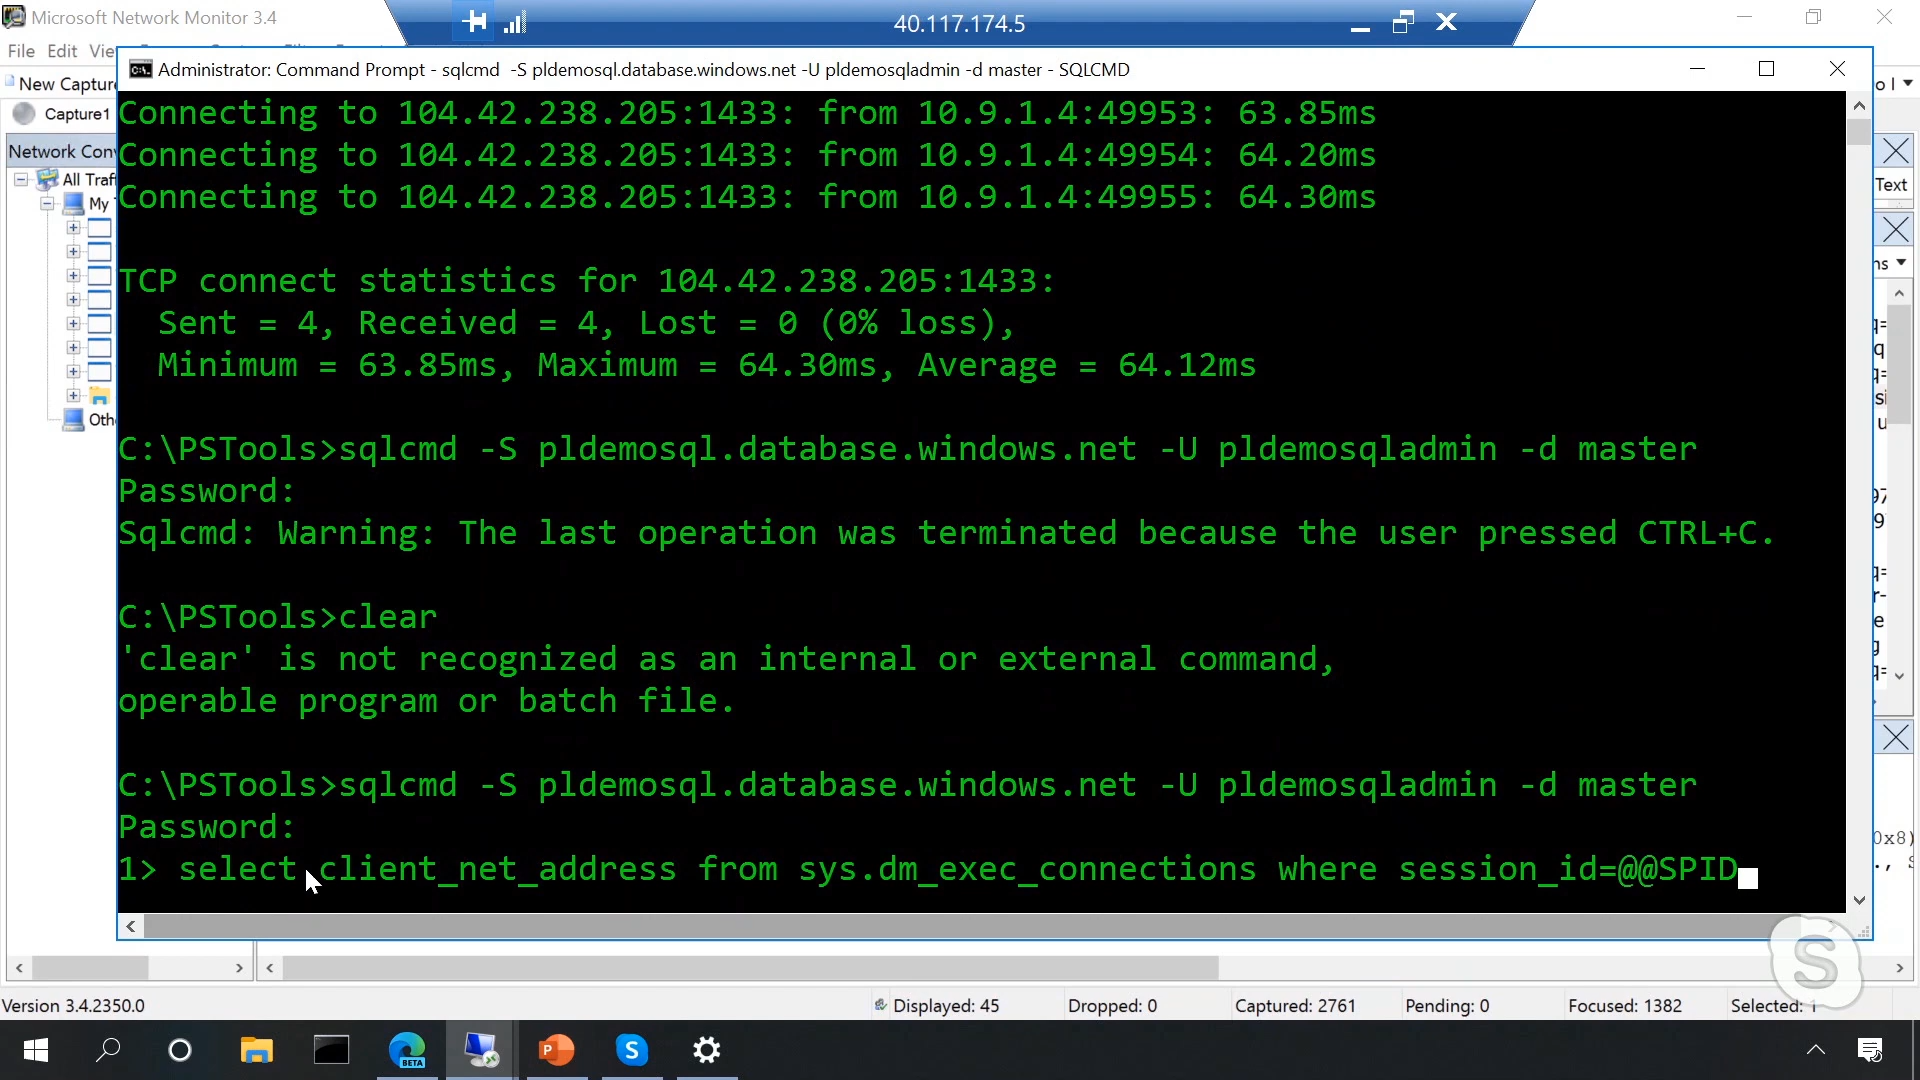 Microsoft Network Monitor 3.4
40.117.174.5
File Edit
Administrator: Command Prompt - sqlcmd -S pldemosql.database.windows.net -U pldemosqladmin -d master - SQLCMD
New Capture
Capture1
Connecting to 104.42.238.205:1433: from 10.9.1.4:49953: 63.85ms
Connecting to 104.42.238.205:1433: from 10.9.1.4:49954: 64.20ms
Connecting to 104.42.238.205:1433: from 10.9.1.4:49955: 64.30ms
Network Conv
All Traf
My
Oth
Text
TCP connect statistics for 104.42.238.205:1433:
Sent = 4, Received = 4, Lost = 0 (0% loss),
Minimum = 63.85ms, Maximum = 64.30ms, Average = 64.12ms
C:\PSTools>sqlcmd -S pldemosql.database.windows.net -U pldemosqladmin -d master
Password:
Sqlcmd: Warning: The last operation was terminated because the user pressed CTRL+C.
C:\PSTools>clear
'clear' is not recognized as an internal or external command,
operable program or batch file.
C:\PSTools>sqlcmd -S pldemosql.database.windows.net -U pldemosqladmin -d master
Password:
1> select client_net_address from sys.dm_exec_connections where session_id=@@SPID
Version 3.4.2350.0
Displayed: 45
Dropped: 0
Captured: 2761
Pending: 0
Focused: 1382
Selected: 1
BETA